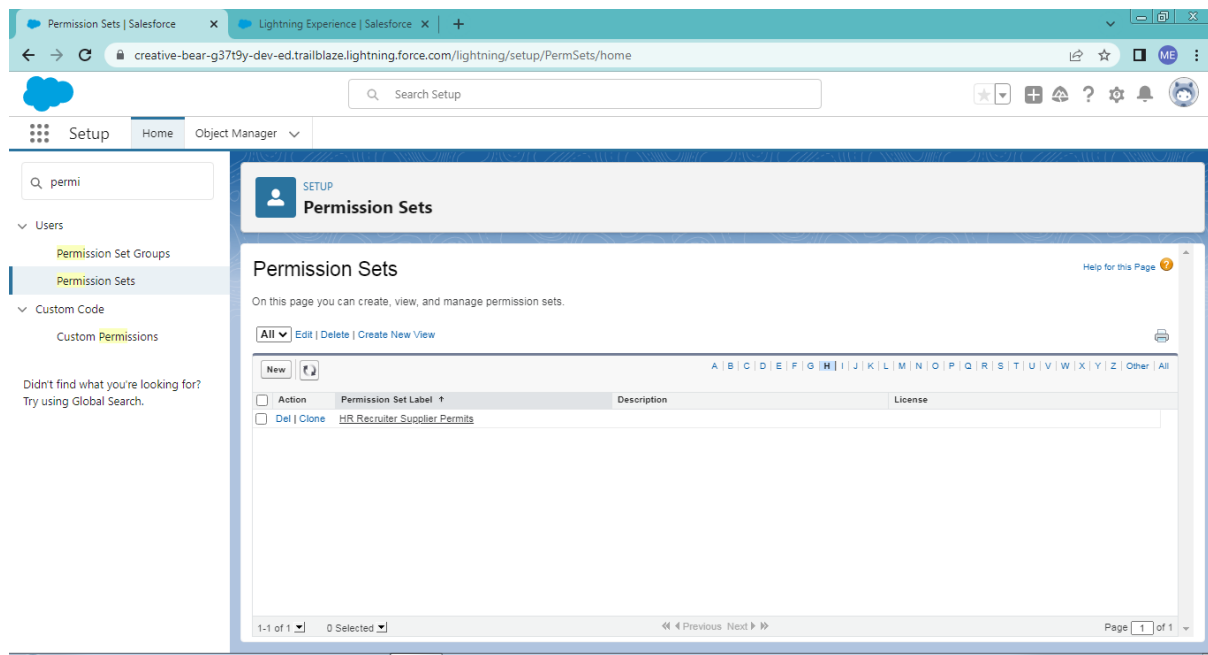 Permission Sets | Salesforce
Lightning Experience | Salesforce
creative-bear-g37t9y-dev-ed.trailblaze.lightning.force.com/lightning/setup/PermSets/home
ME
Search Setup
Setup
Home
Object Manager
permi
Users
Permission Set Groups
Permission Sets
Custom Code
Custom Permissions
Didn't find what you're looking for?
Try using Global Search.
SETUP
Permission Sets
Permission Sets
Help for this Page ?
On this page you can create, view, and manage permission sets.
All Edit | Delete | Create New View
New A | B | C | D | E | F | G | H | I | J | K | L | M | N | O | P | Q | R | S | T | U | V | W | X | Y | Z | Other | All
Action Permission Set Label ↑ Description License
Del | Clone HR Recruiter Supplier Permits
1-1 of 1 0 Selected Previous Next Page 1 of 1